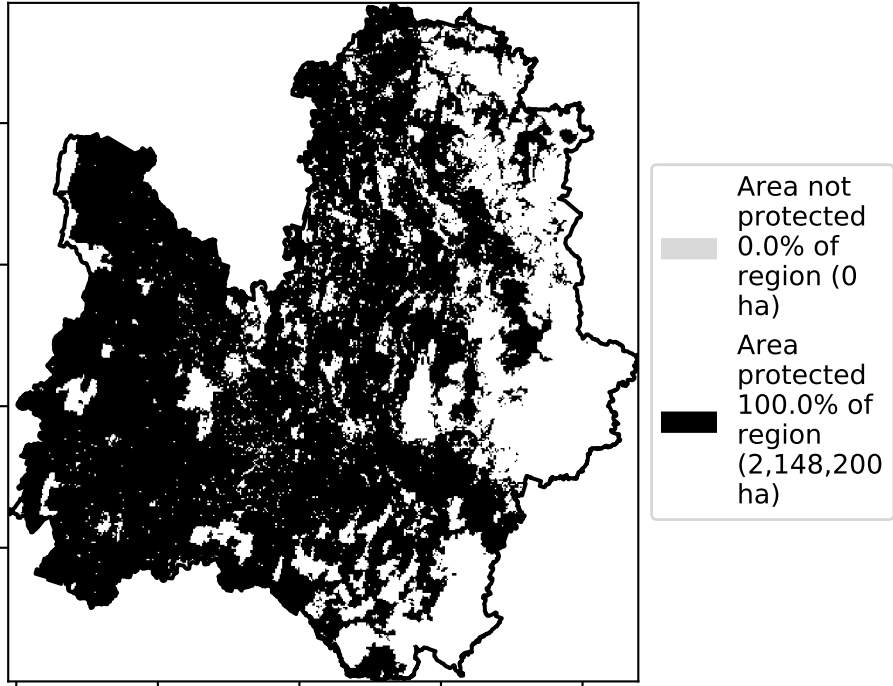 Area not
protected
0.0% of
region (0
ha)
Area
protected
100.0% of
region
(2,148,200
ha)